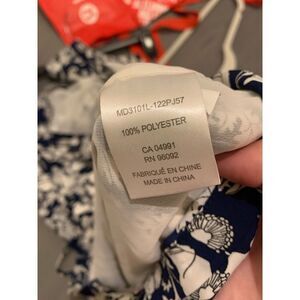 MD3101L-122PJ57
100% POLYESTER
CA 04991
RN 96092
FABRIQUÉ EN CHINE
MADE IN CHINA